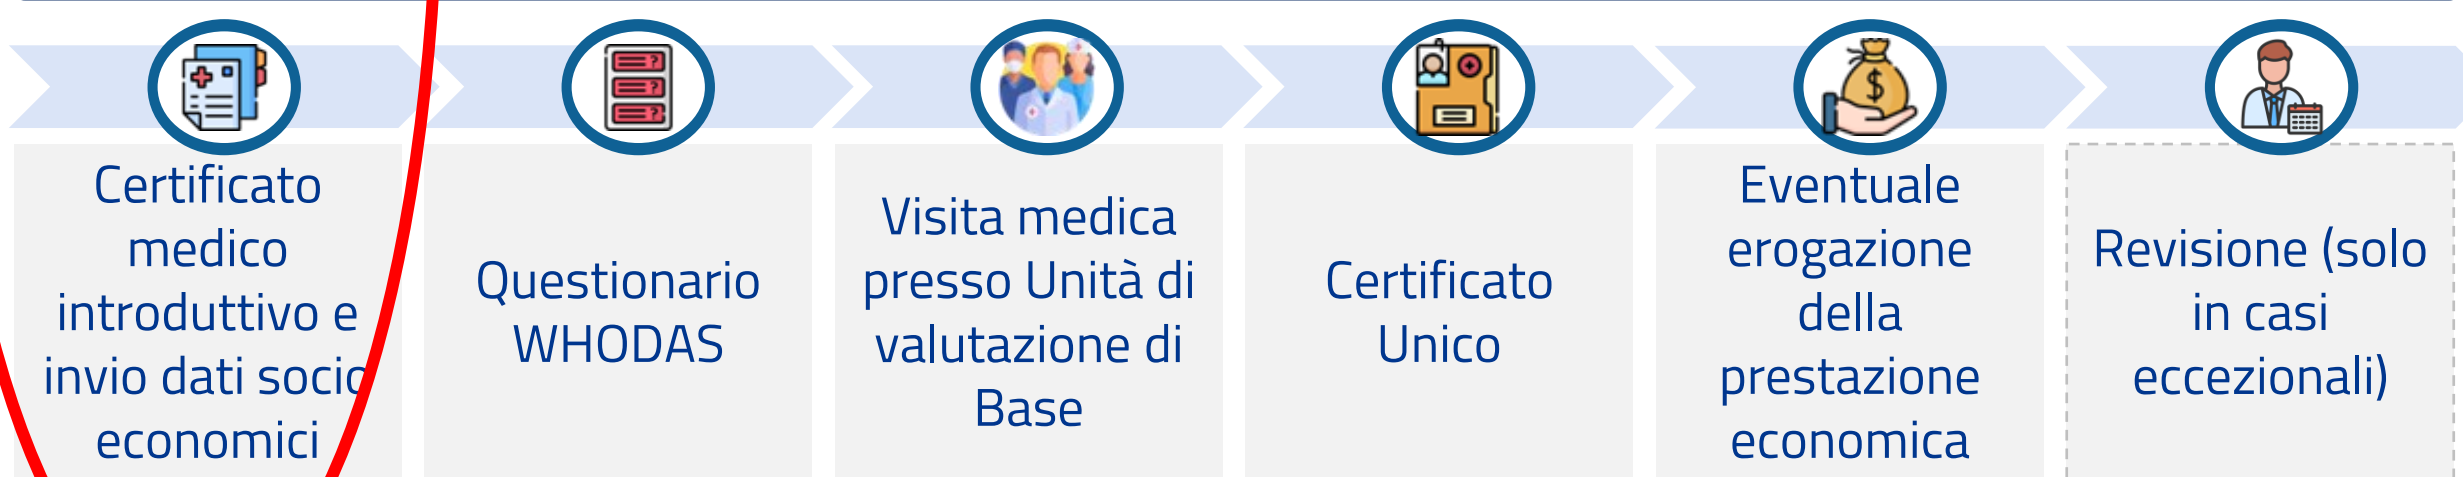 Certificato
medico
introduttivo e
invio dati socio
economici
Questionario
WHODAS
Visita medica
presso Unità di
valutazione di
Base
Certificato
Unico
Eventuale
erogazione
della
prestazione
economica
Revisione (solo
in casi
eccezionali)